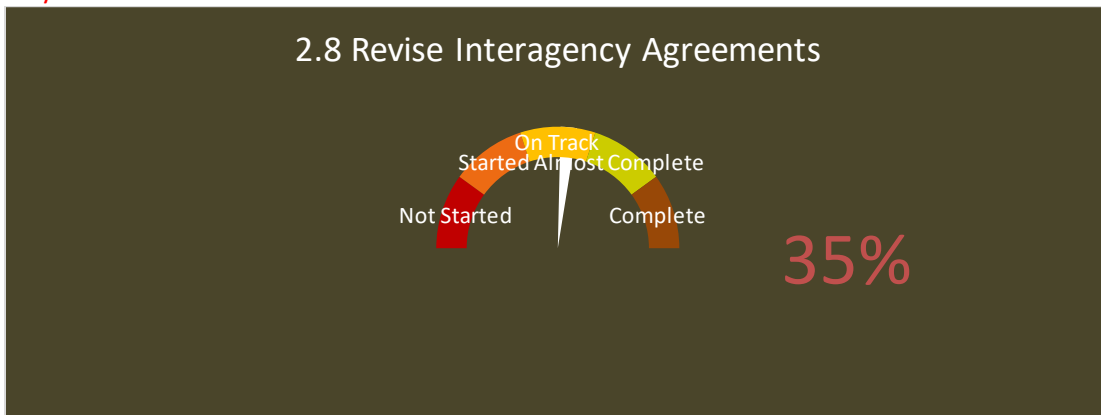 2.8 Revise Interagency Agreements
On Track
Started Almost Complete
Not Started
Complete
35%